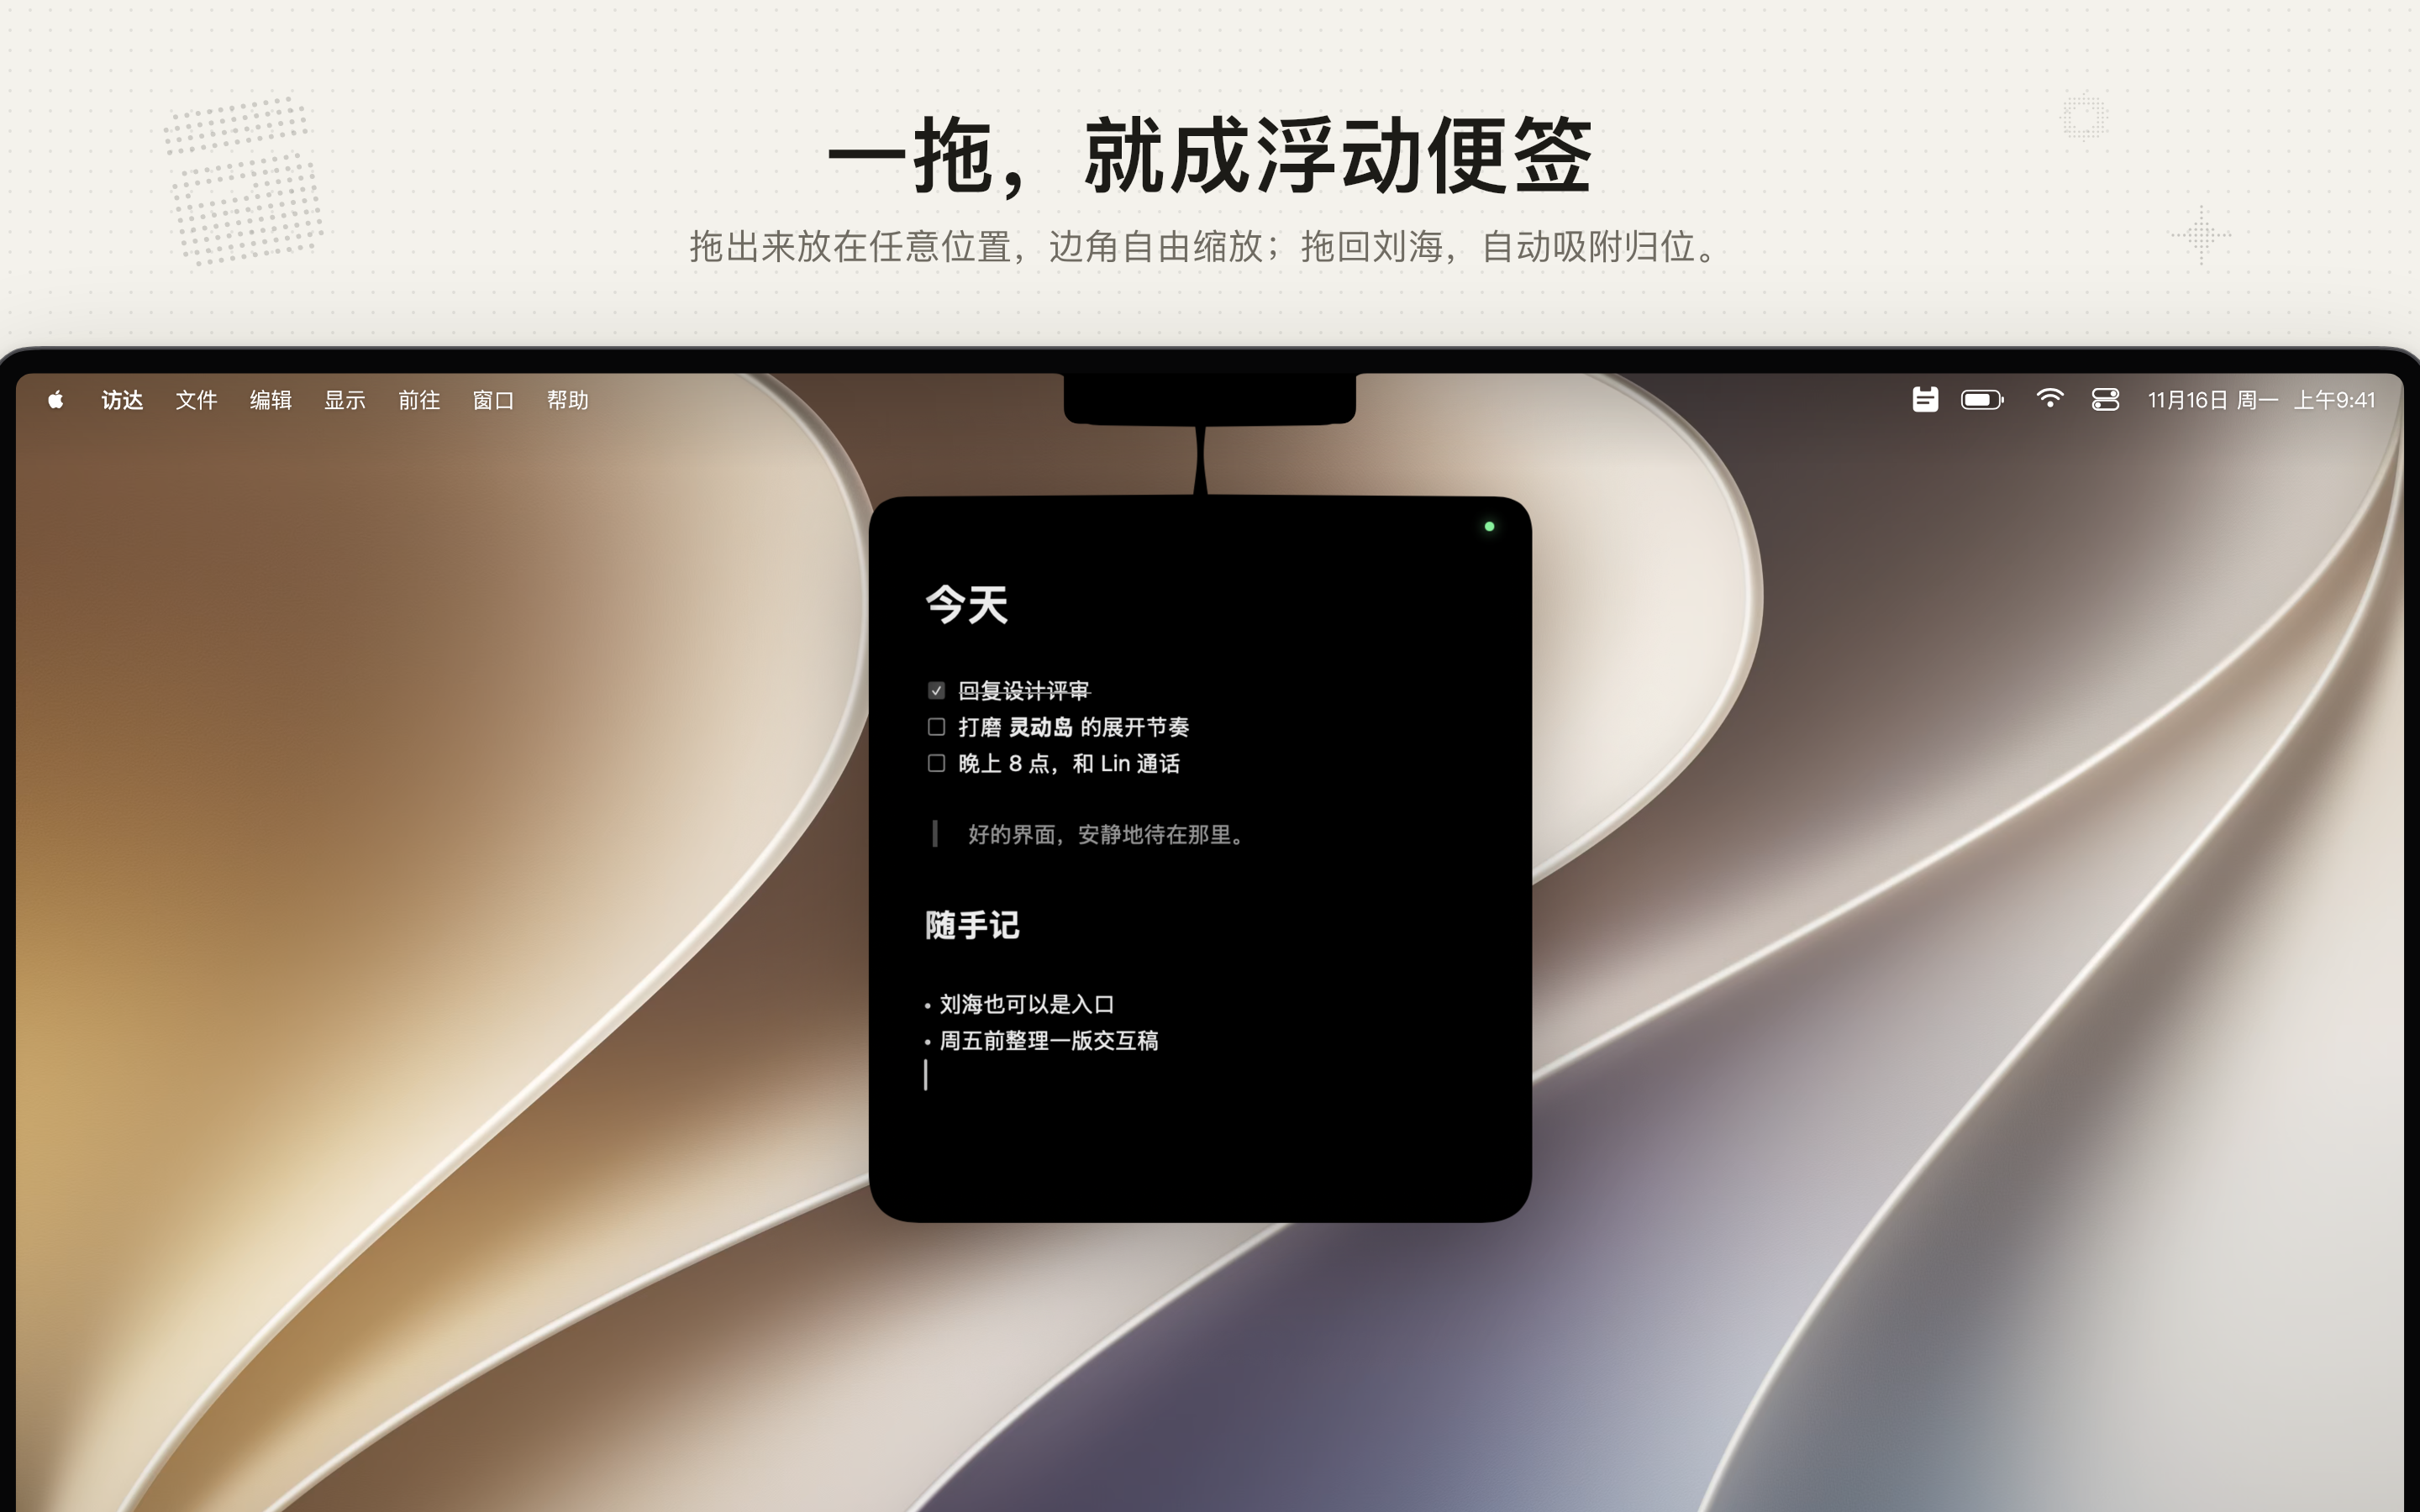 一拖，就成浮动便签
拖出来放在任意位置，边角自由缩放；拖回刘海，自动吸附归位。
访达 文件 编辑 显示 前往 窗口 帮助
11月16日 周一 上午9:41
今天
回复设计评审
打磨 灵动岛 的展开节奏
晚上 8 点，和 Lin 通话
好的界面，安静地待在那里。
随手记
• 刘海也可以是入口
• 周五前整理一版交互稿